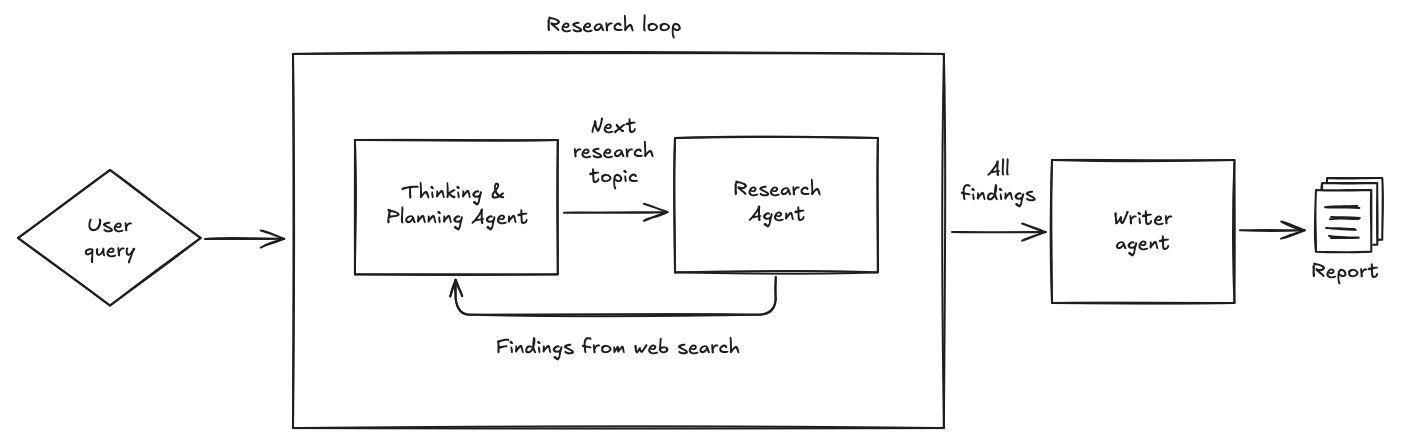 Research loop
User
query
Thinking &
Planning Agent
Next
research
topic
Research
Agent
Findings from web search
All
findings
Writer
agent
Report